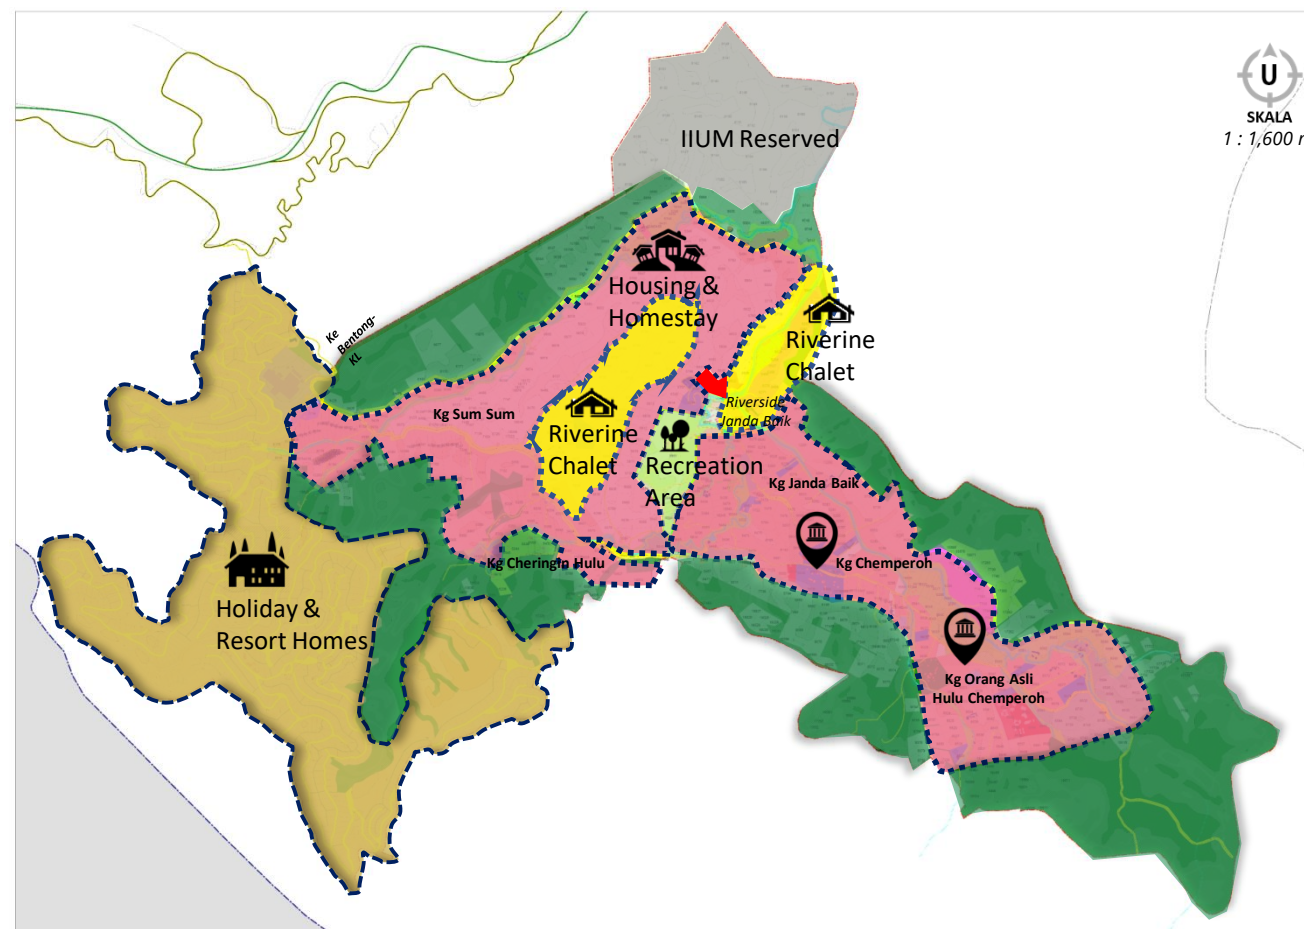 U
SKALA
1 : 1,600
IIUM Reserved
Housing &
Homestay
Riverine
Chalet
Ke
Bentong-
KL
Kg Sum Sum
Riverside
Janda Baik
Riverine
Chalet
Recreation
Area
Kg Janda Baik
Kg Cheringin Hulu
Kg Chemperoh
Holiday &
Resort Homes
Kg Orang Asli
Hulu Chemperoh